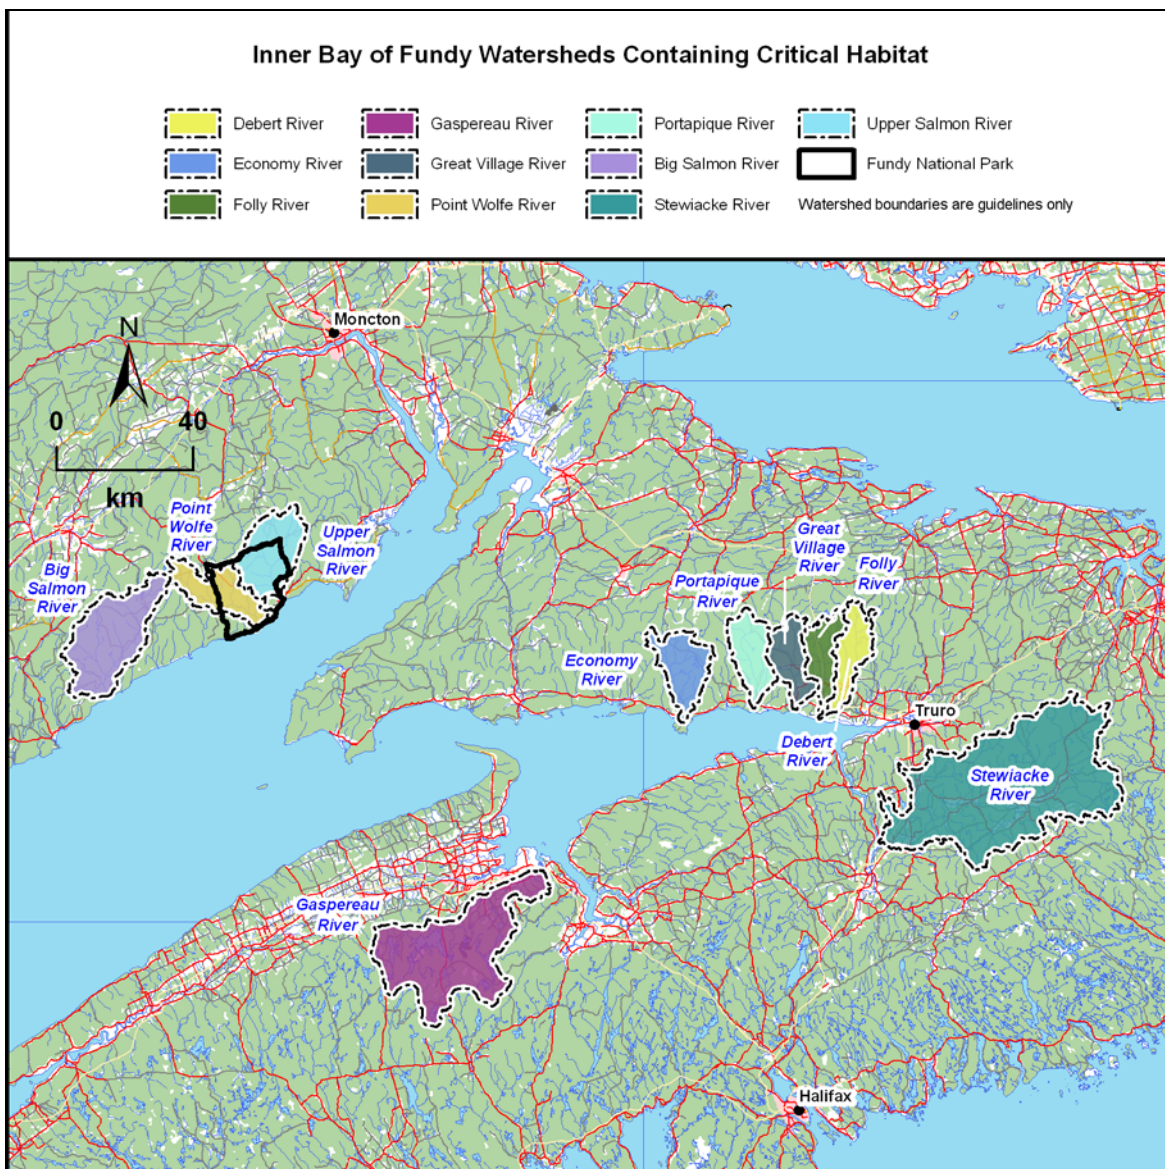 Inner Bay of Fundy Watersheds Containing Critical Habitat
Debert River
Gaspereau River
Portapique River
Upper Salmon River
Economy River
Great Village River
Big Salmon River
Fundy National Park
Folly River
Point Wolfe River
Stewiacke River
Watershed boundaries are guidelines only
Moncton
N
0 40
km
Point
Wolfe
River
Upper
Salmon
River
Big
Salmon
River
Great
Village
River
Folly
River
Portapique
River
Economy
River
Truro
Debert
River
Stewiacke
River
Gaspereau
River
Halifax